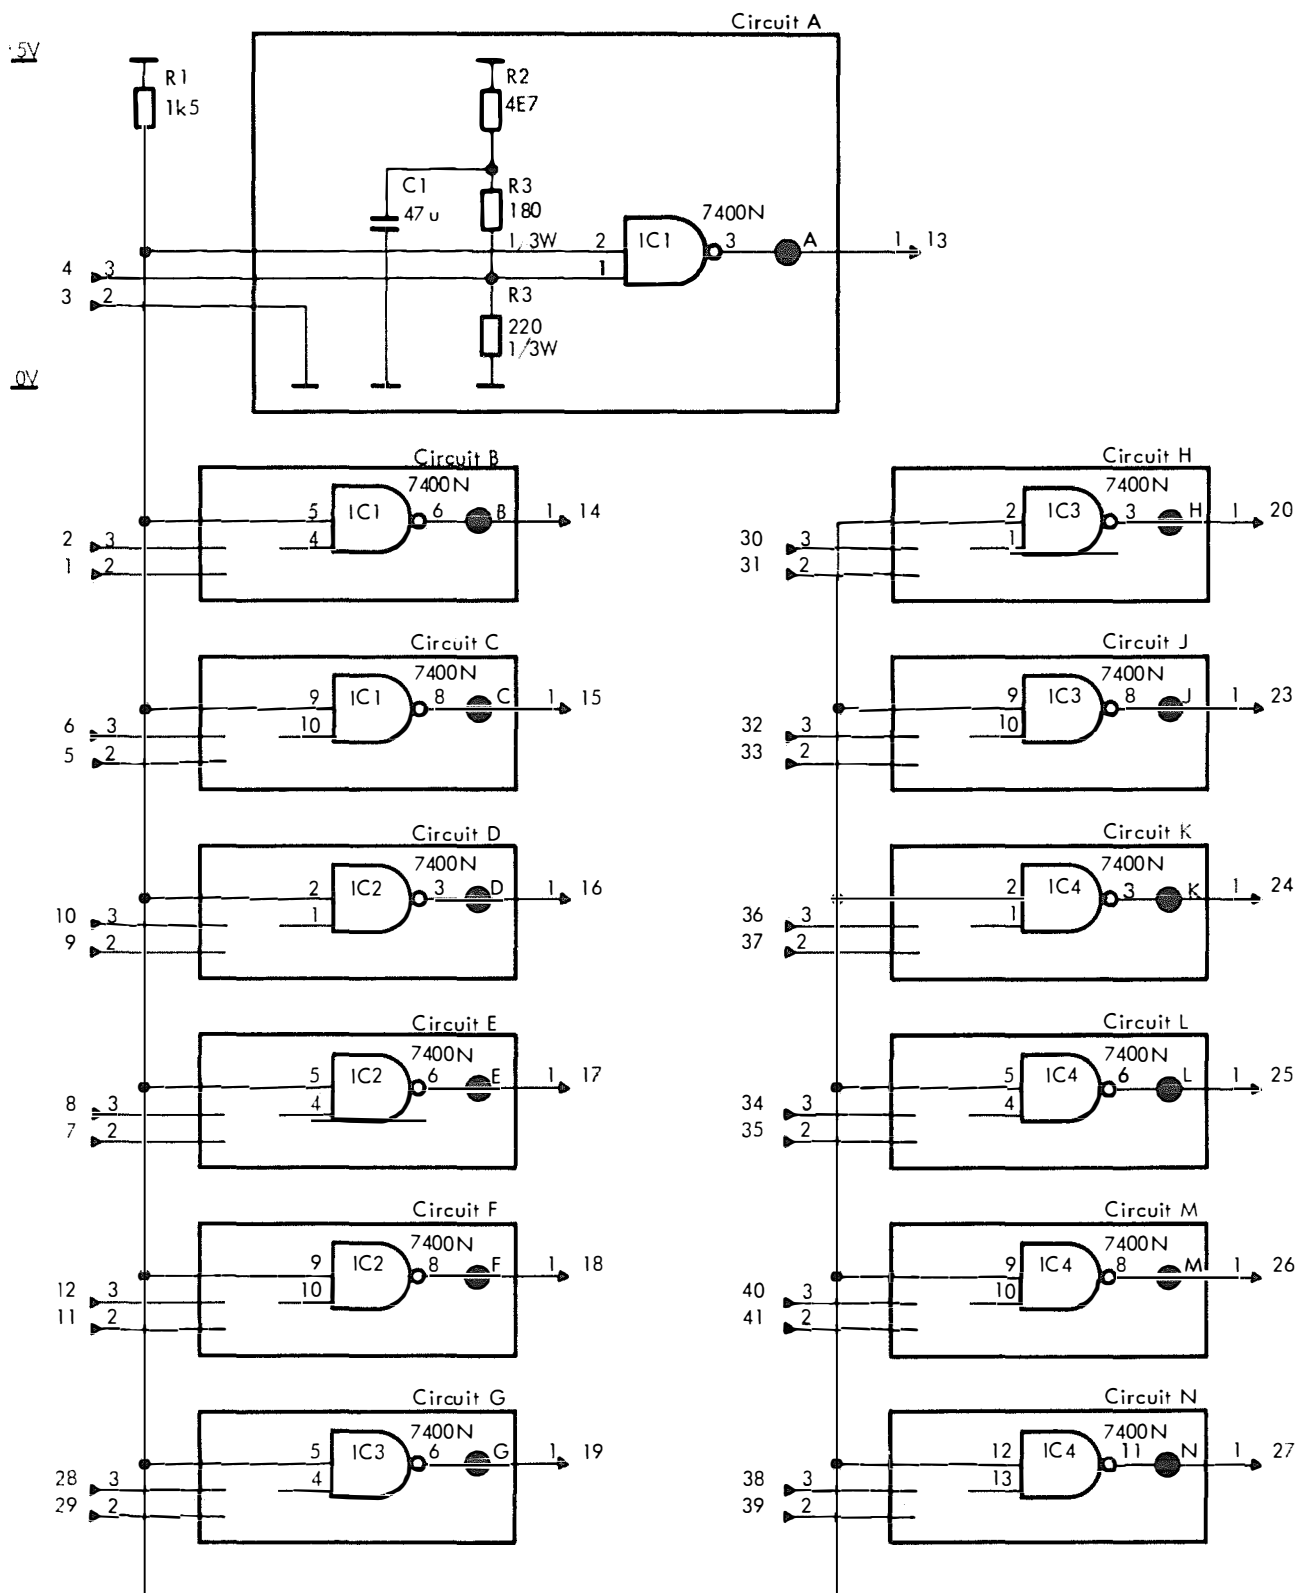 Circuit A
5V
R1
1k5
R2
4E7
C1
47u
R3
180
1/3W
7400N
IC1
2
1
3
A
1
13
4
3
3
2
R3
220
1/3W
0V
Circuit B
7400N
5
IC1
6
B
1
14
2
3
4
1
2
Circuit H
7400N
2
IC3
3
H
1
20
30
3
1
31
2
Circuit C
7400N
9
IC1
8
C
1
15
6
3
10
5
2
Circuit J
7400N
9
IC3
8
J
1
23
32
3
10
33
2
Circuit D
7400N
2
IC2
3
D
1
16
10
3
1
9
2
Circuit K
7400N
2
IC4
3
K
1
24
36
3
1
37
2
Circuit E
7400N
5
IC2
6
E
1
17
8
3
4
7
2
Circuit L
7400N
5
IC4
6
L
1
25
34
3
4
35
2
Circuit F
7400N
9
IC2
8
F
1
18
12
3
10
11
2
Circuit M
7400N
9
IC4
8
M
1
26
40
3
10
41
2
Circuit G
7400N
5
IC3
6
G
1
19
28
3
4
29
2
Circuit N
7400N
12
IC4
11
N
1
27
38
3
13
39
2